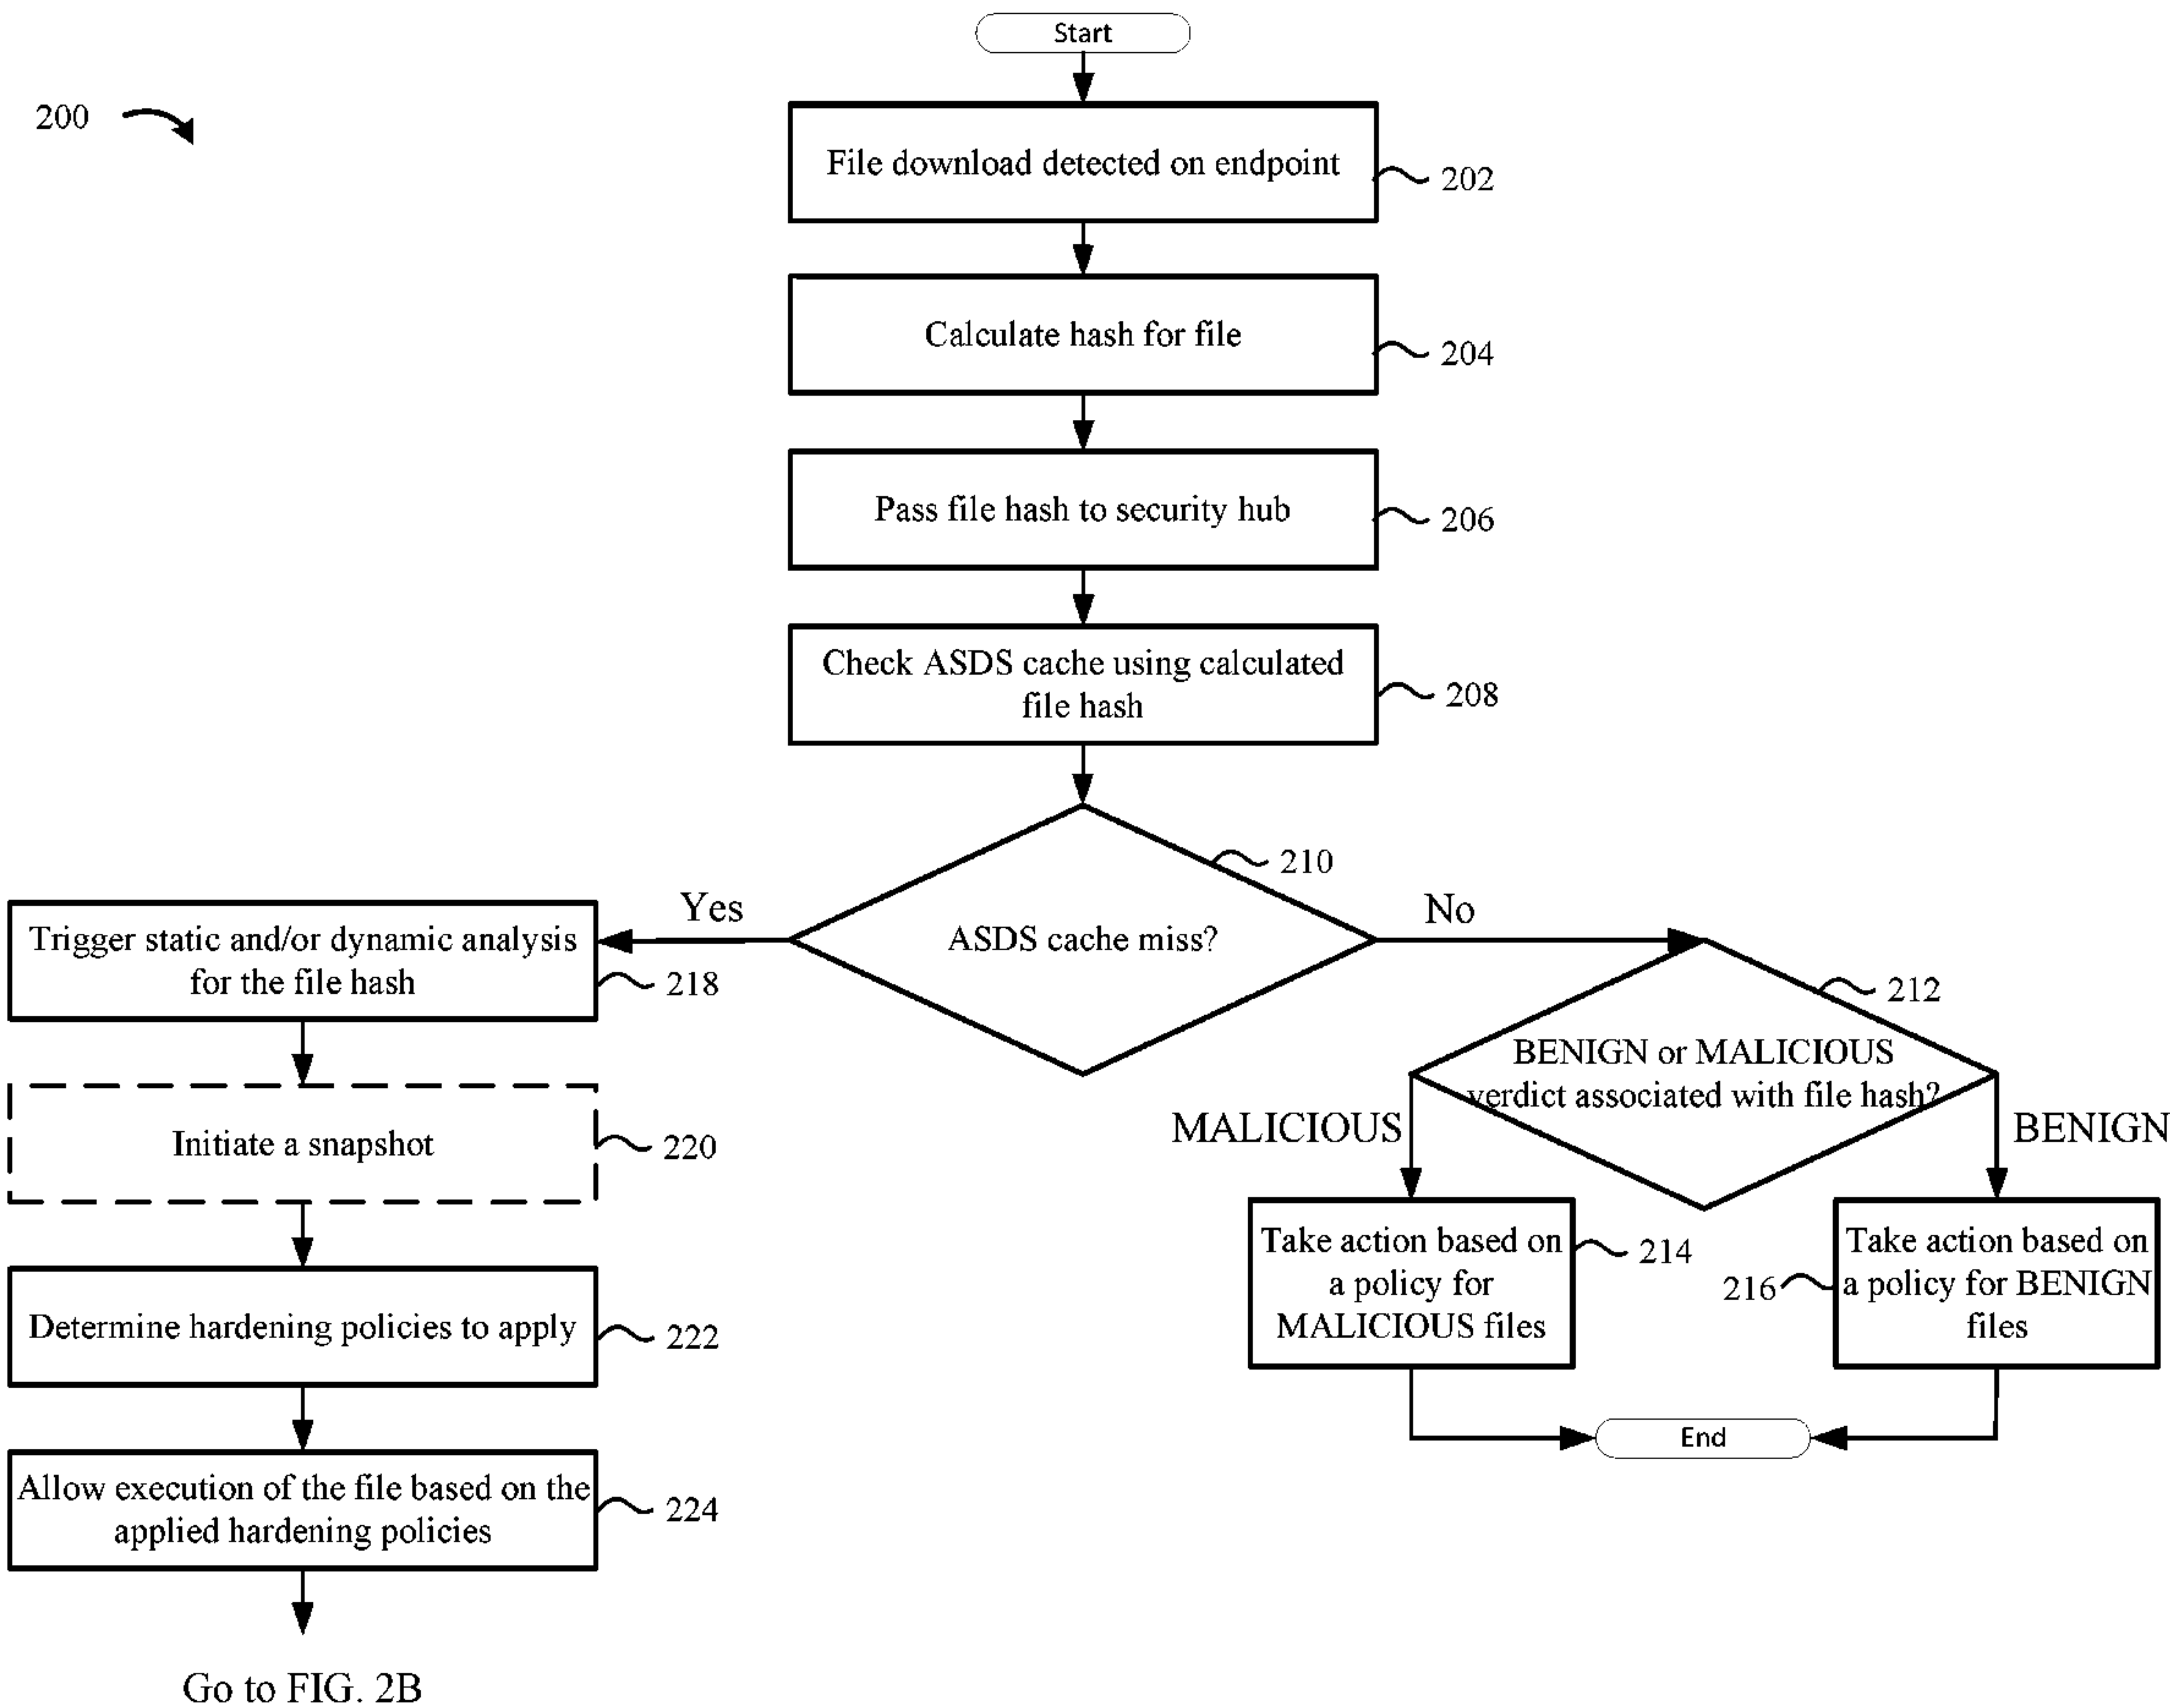 Start
200
File download detected on endpoint
202
Calculate hash for file
204
Pass file hash to security hub
206
Check ASDS cache using calculated
file hash
208
210
ASDS cache miss?
Yes
No
Trigger static and/or dynamic analysis
for the file hash
218
212
BENIGN or MALICIOUS
verdict associated with file hash?
MALICIOUS
BENIGN
Initiate a snapshot
220
Take action based on
a policy for
MALICIOUS files
214
Take action based on
a policy for BENIGN
files
216
Determine hardening policies to apply
222
End
Allow execution of the file based on the
applied hardening policies
224
Go to FIG. 2B